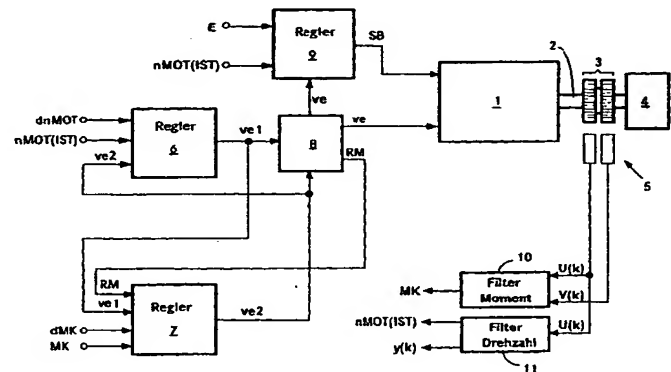 E
nMOT(IST)
Regler
9
SB
ve
dnMOT
nMOT(IST)
ve2
Regler
6
ve1
8
ve
RM
1
2
3
4
5
RM
ve1
dMK
MK
Regler
7
ve2
10
Filter
Moment
U(k)
V(k)
MK
nMOT(IST)
y(k)
Filter
Drehzahl
U(k)
11